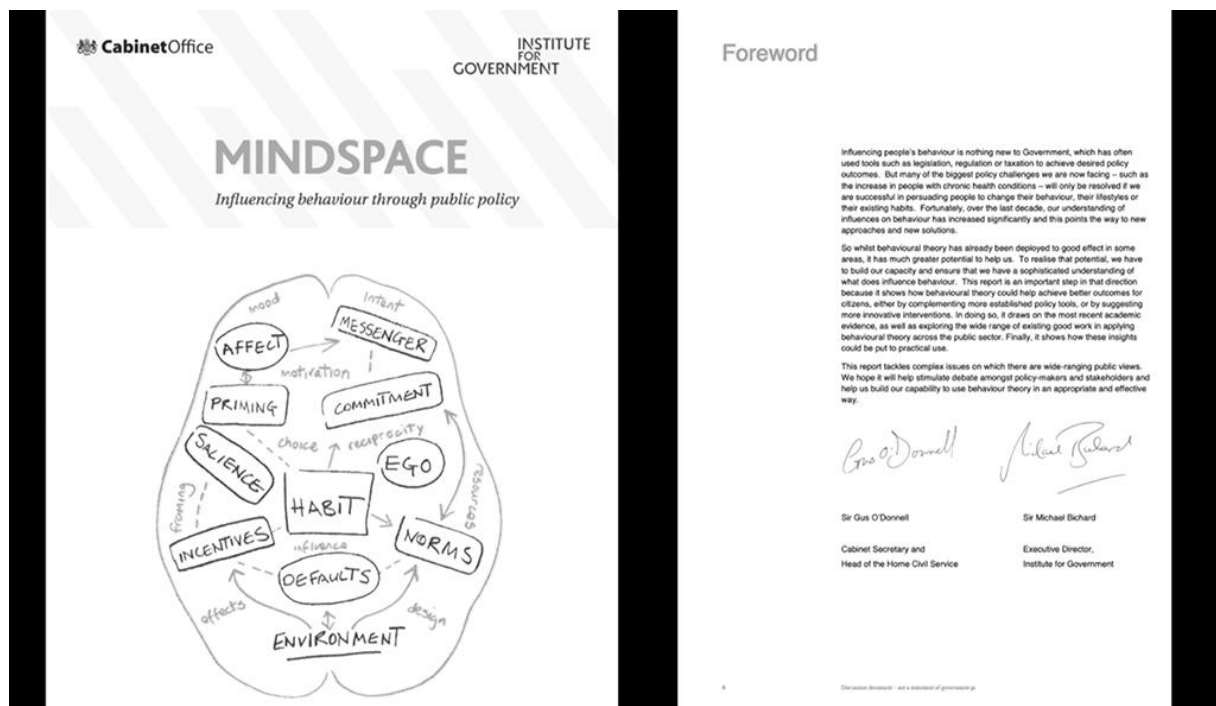 CabinetOffice
INSTITUTE
FOR
GOVERNMENT
MINDSPACE
Influencing behaviour through public policy
mood
Intent
MESSENGER
AFFECT
motivation
PRIMING
COMMITMENT
choice
reciprocity
SALIENCE
EGO
HABIT
framing
resources
INCENTIVES
NORMS
influence
DEFAULTS
effects
design
ENVIRONMENT
Foreword
Influencing people's behaviour is nothing new to Government, which has often
used tools such as legislation, regulation or taxation to achieve desired policy
outcomes. But many of the biggest policy challenges we are now facing – such as
the increase in people with chronic health conditions – will only be resolved if we
are successful in persuading people to change their behaviour, their lifestyles or
their existing habits. Fortunately, over the last decade, our understanding of
influences on behaviour has increased significantly and this points the way to new
approaches and new solutions.
So whilst behavioural theory has already been deployed to good effect in some
areas, it has much greater potential to help us. To realise that potential, we have
to build our capacity and ensure that we have a sophisticated understanding of
what does influence behaviour. This report is an important step in that direction
because it shows how behavioural theory could help achieve better outcomes for
citizens, either by complementing more established policy tools, or by suggesting
more innovative interventions. In doing so, it draws on the most recent academic
evidence, as well as exploring the wide range of existing good work in applying
behavioural theory across the public sector. Finally, it shows how these insights
could be put to practical use.
This report tackles complex issues on which there are wide-ranging public views.
We hope it will help stimulate debate amongst policy-makers and stakeholders and
help us build our capability to use behaviour theory in an appropriate and effective
way.
Gus O'Donnell
Michael Bichard
Sir Gus O'Donnell
Sir Michael Bichard
Cabinet Secretary and
Executive Director,
Head of the Home Civil Service
Institute for Government
Discussion document – not a statement of government